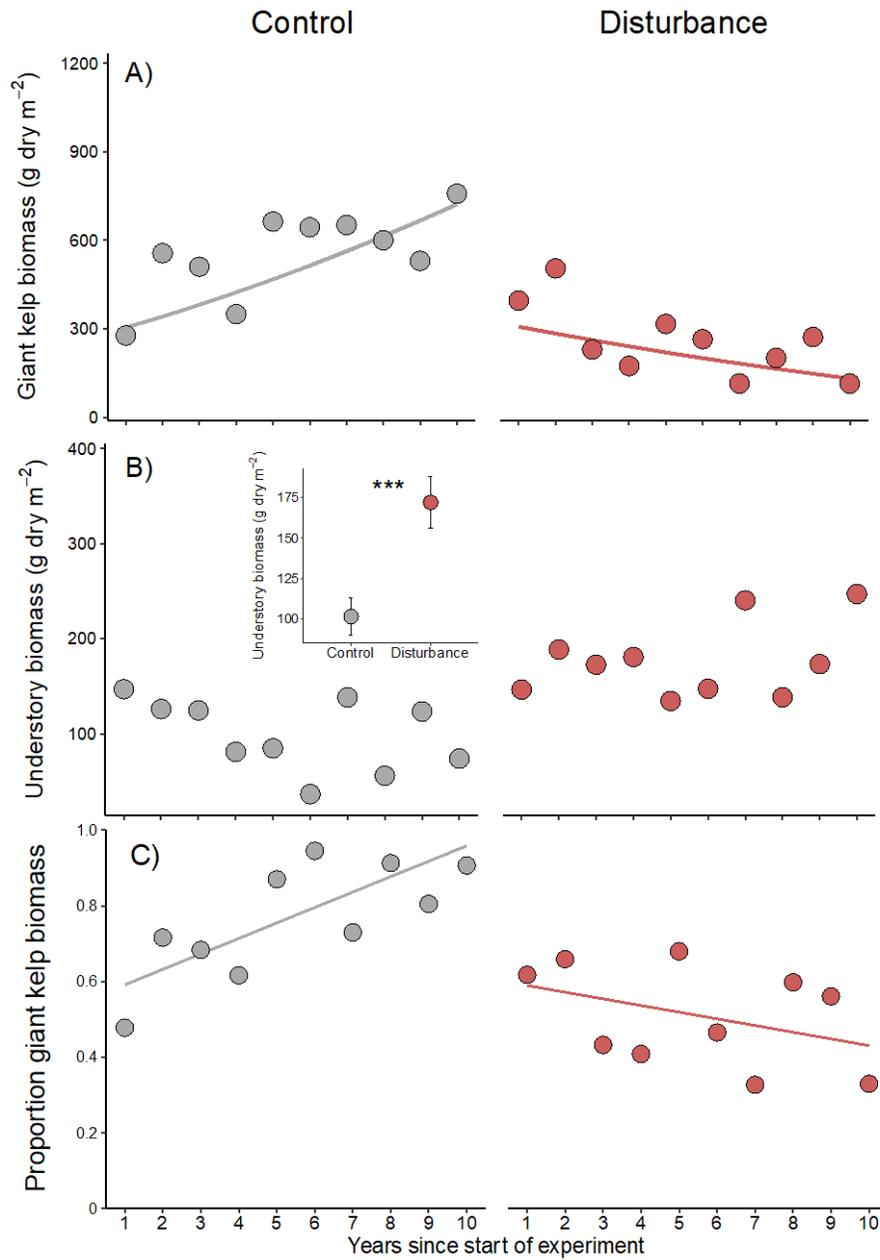 Control
Disturbance
A)
Giant kelp biomass (g dry m⁻²)
1200
900
600
300
0
B)
Understory biomass (g dry m⁻²)
400
300
200
100
Understory biomass (g dry m⁻²)
175
150
125
100
***
Control Disturbance
C)
Proportion giant kelp biomass
1.0
0.8
0.6
0.4
0.2
0
1 2 3 4 5 6 7 8 9 10
1 2 3 4 5 6 7 8 9 10
Years since start of experiment